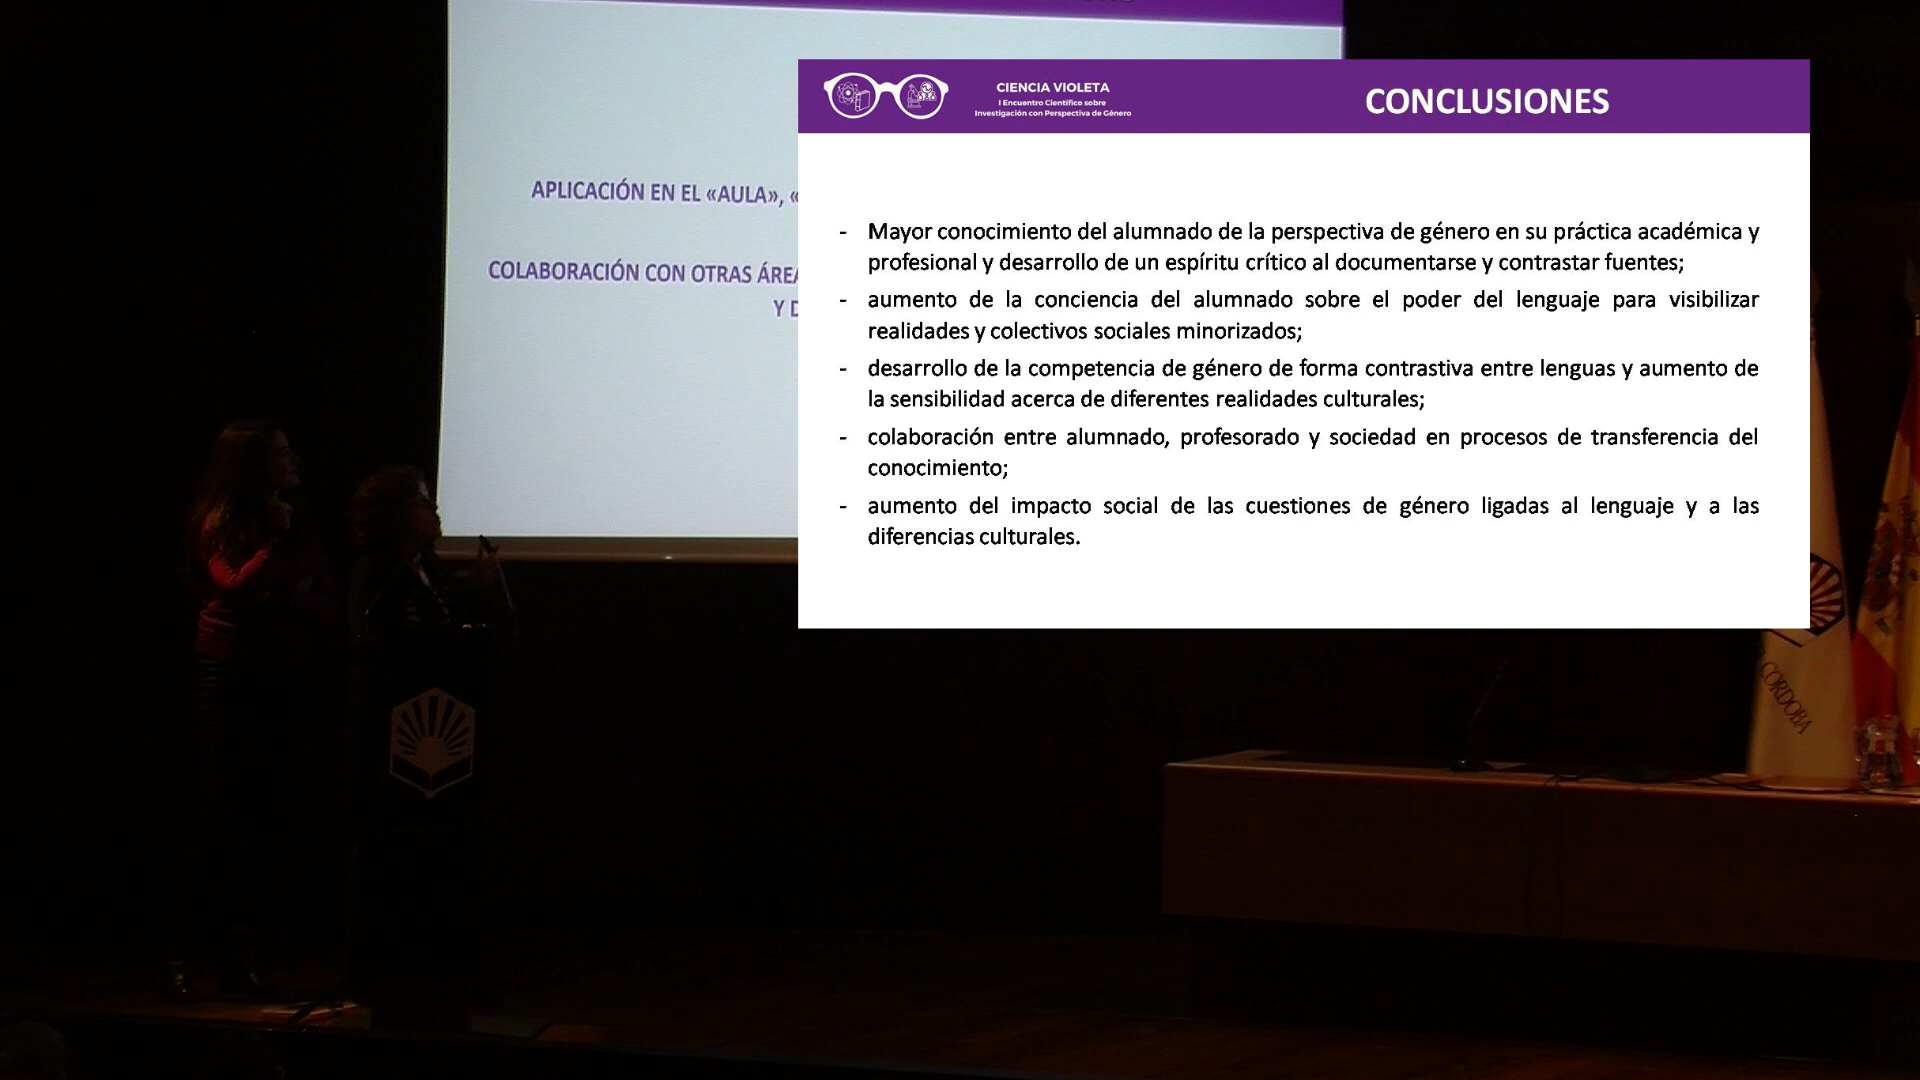 APLICACIÓN EN EL «AULA», «
COLABORACIÓN CON OTRAS ÁREA
Y D
CIENCIA VIOLETA
I Encuentro Científico sobre
Investigación con Perspectiva de Género
CONCLUSIONES
- Mayor conocimiento del alumnado de la perspectiva de género en su práctica académica y
profesional y desarrollo de un espíritu crítico al documentarse y contrastar fuentes;
- aumento de la conciencia del alumnado sobre el poder del lenguaje para visibilizar
realidades y colectivos sociales minorizados;
- desarrollo de la competencia de género de forma contrastiva entre lenguas y aumento de
la sensibilidad acerca de diferentes realidades culturales;
- colaboración entre alumnado, profesorado y sociedad en procesos de transferencia del
conocimiento;
- aumento del impacto social de las cuestiones de género ligadas al lenguaje y a las
diferencias culturales.
CORDOBA